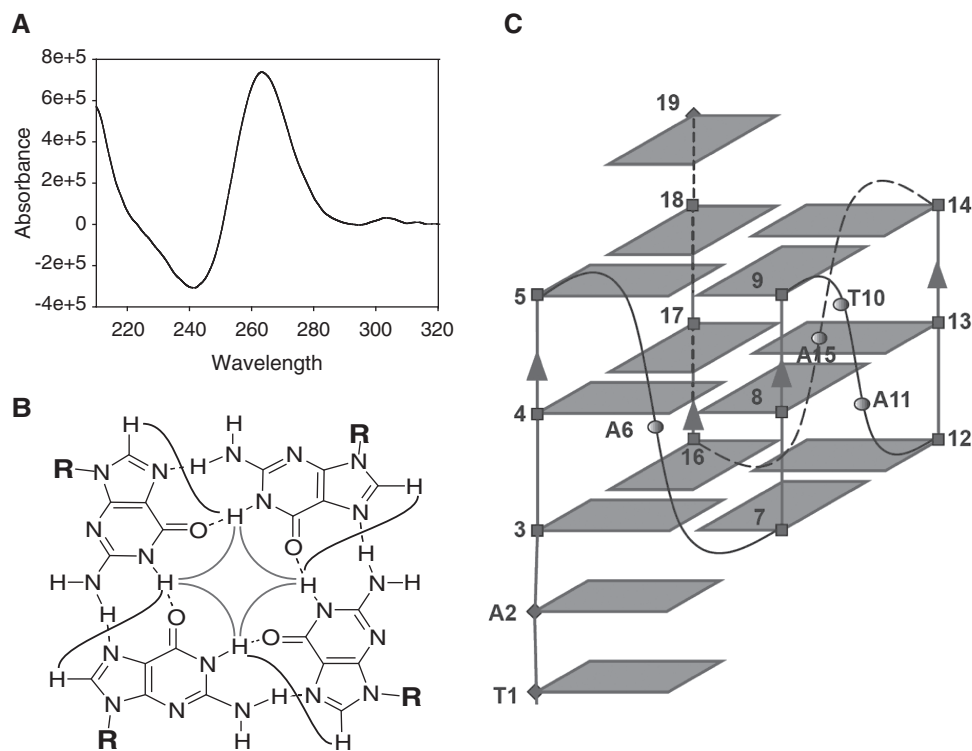 A
8e+5
6e+5
4e+5
2e+5
0
-2e+5
-4e+5
Absorbance
220 240 260 280 300 320
Wavelength
B
H
H
R
N
N
H
N
N
N
R
H
N
N
O
H
N
O
N
H
N
H
N
N
H
H
H
N
H
H
H
N
H
N
O
O
N
N
H
N
N
H
N
N
N
H
N
N
R
R
H
H
C
19
18
14
5
9
T10
17
13
A15
4
8
A11
A6
16
12
3
7
A2
T1